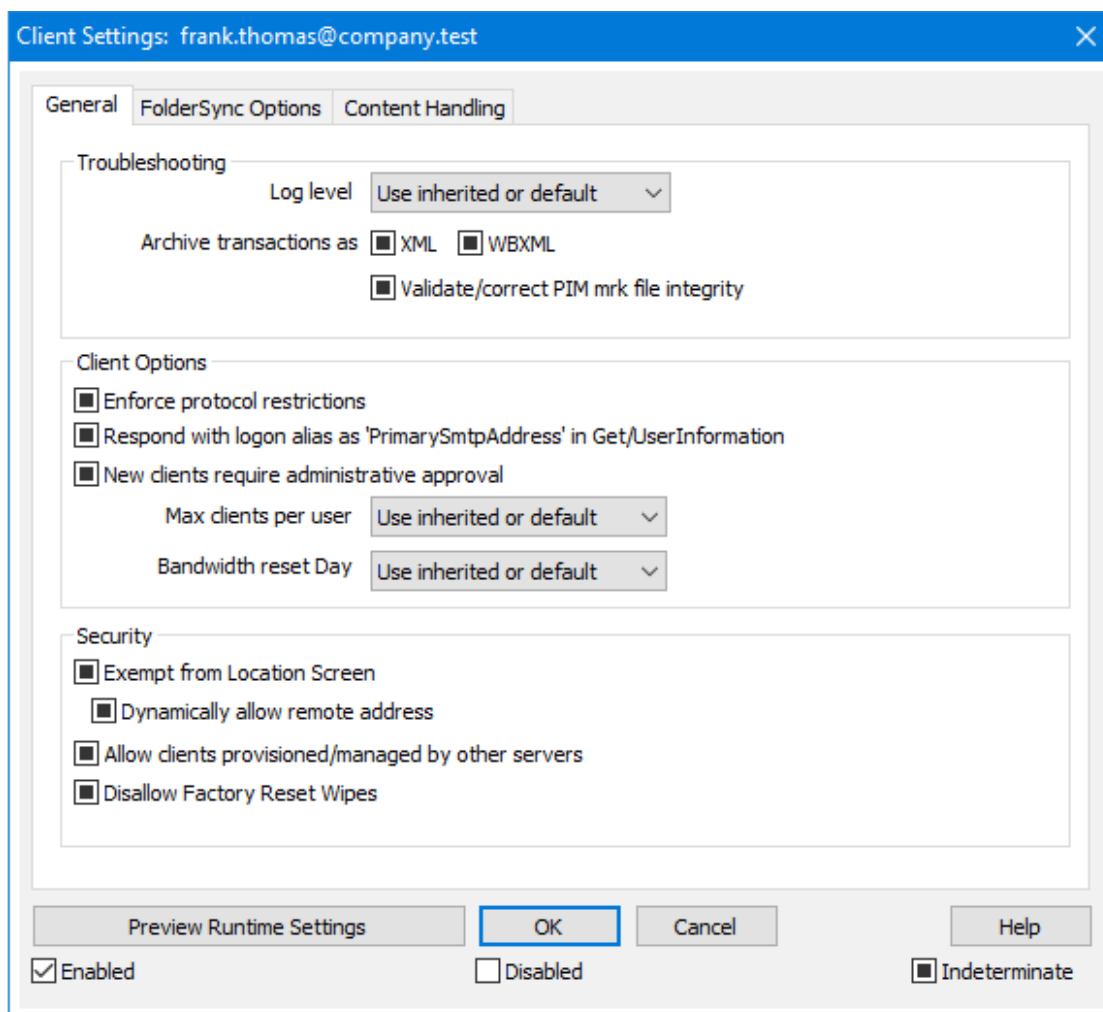 Client Settings: frank.thomas@company.test
General FolderSync Options Content Handling
Troubleshooting
Log level Use inherited or default
Archive transactions as XML WBXML
Validate/correct PIM mrk file integrity
Client Options
Enforce protocol restrictions
Respond with logon alias as 'PrimarySmtpAddress' in Get/UserInformation
New clients require administrative approval
Max clients per user Use inherited or default
Bandwidth reset Day Use inherited or default
Security
Exempt from Location Screen
Dynamically allow remote address
Allow clients provisioned/managed by other servers
Disallow Factory Reset Wipes
Preview Runtime Settings OK Cancel Help
Enabled Disabled Indeterminate